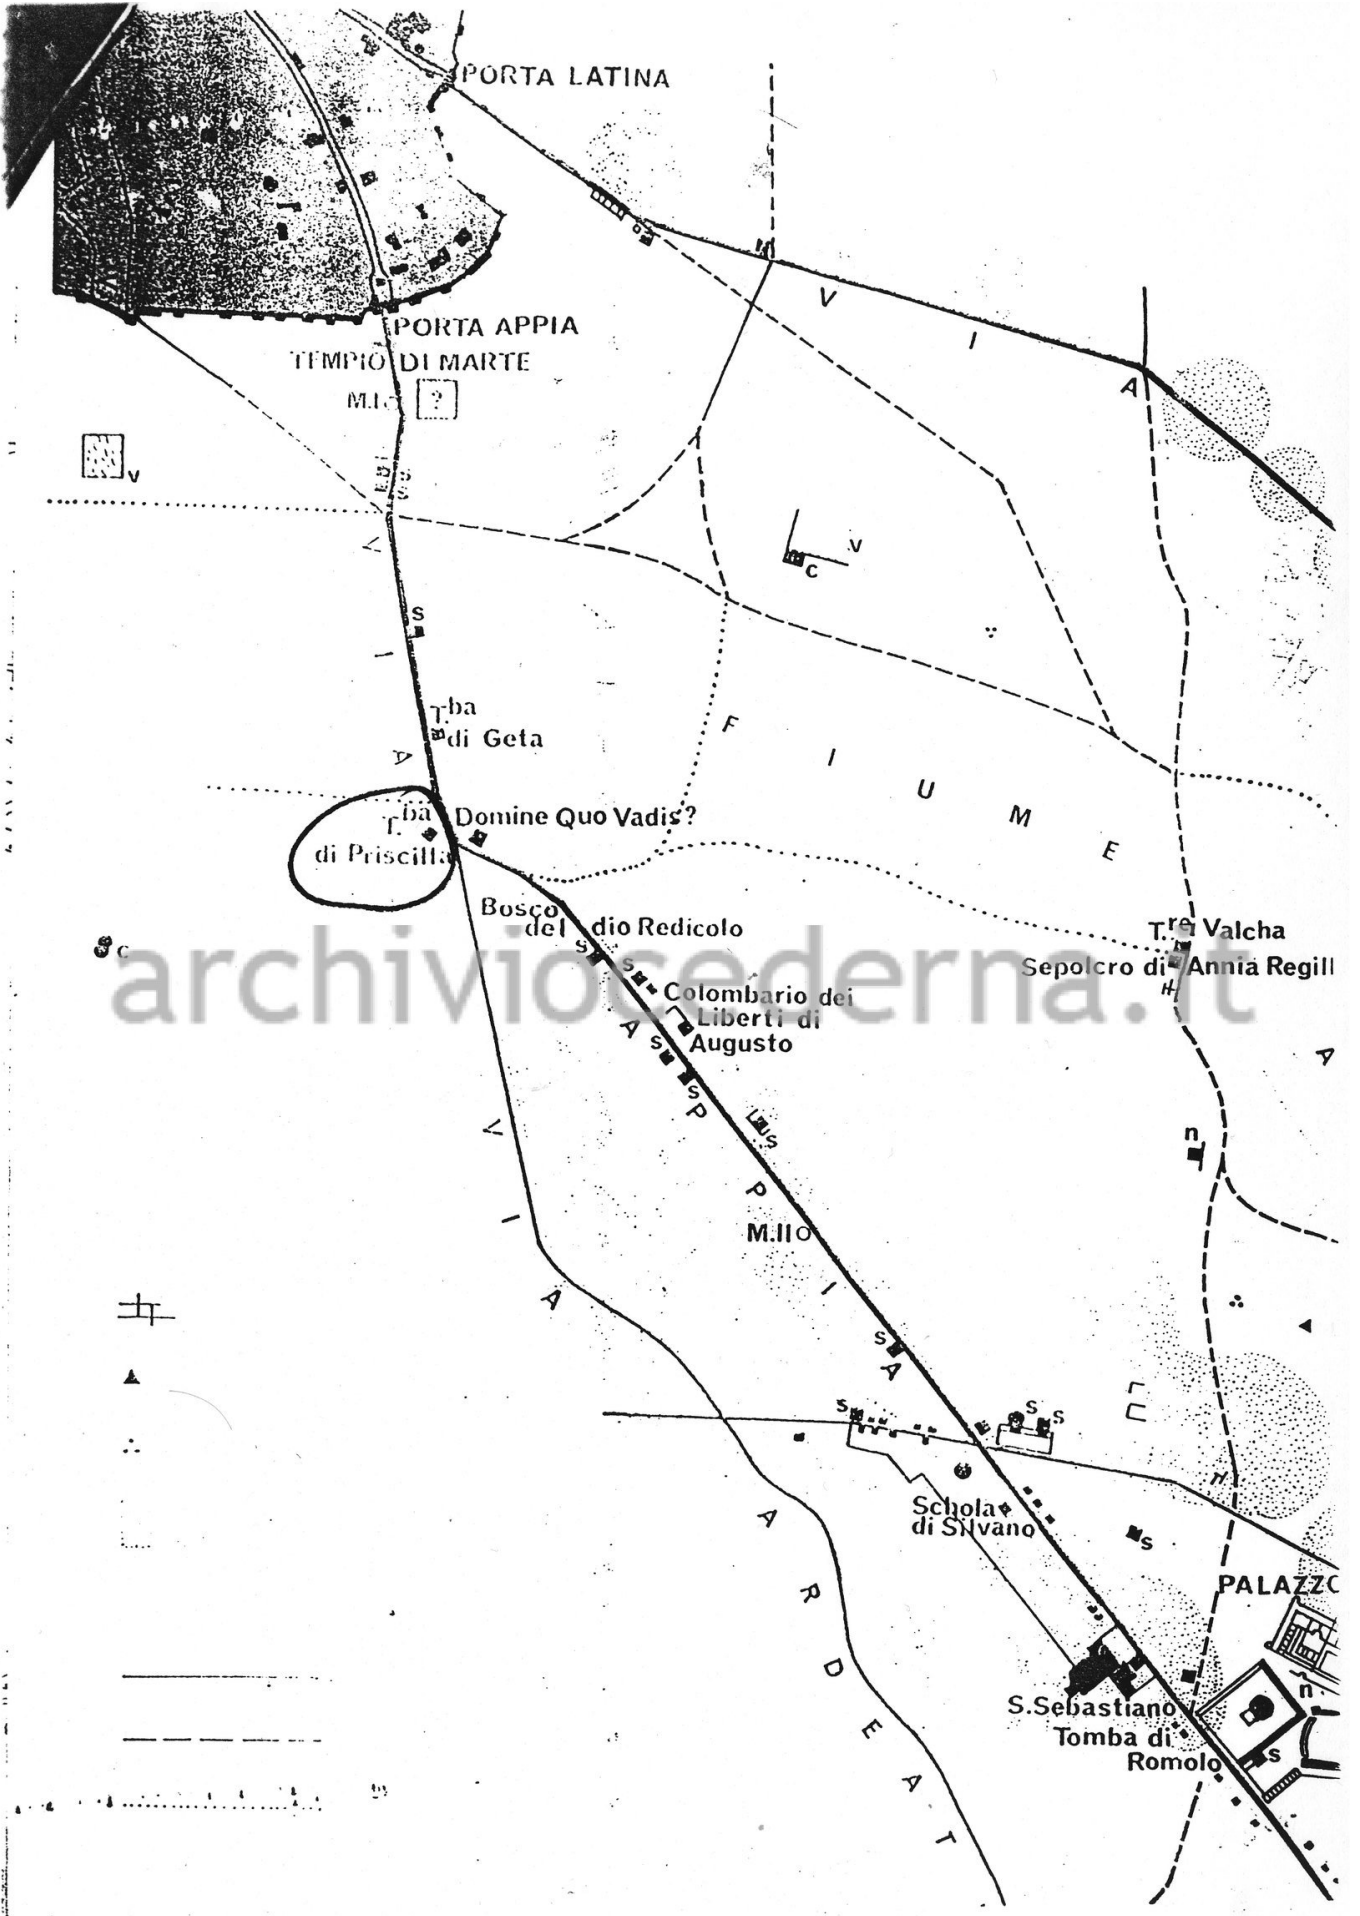 PORTA LATINA
PORTA APPIA
TEMPIO DI MARTE
M.I
?
V I A
v
v
c
S
V I A
T.ba
di Geta
F I U M E
T.ba
di Priscilla
Domine Quo Vadis?
Bosco
del dio Redicolo
T.re Valcha
Sepolcro di Annia Regill
c
archiviocederna.it
S
S
Colombario dei
Liberti di
Augusto
S
S
A P P I A
A
S
n
V I A
M.II
S
S
S
S
Schola
di Silvano
S
A R D E A T
PALAZZO
n
S.Sebastiano
Tomba di
Romolo
S